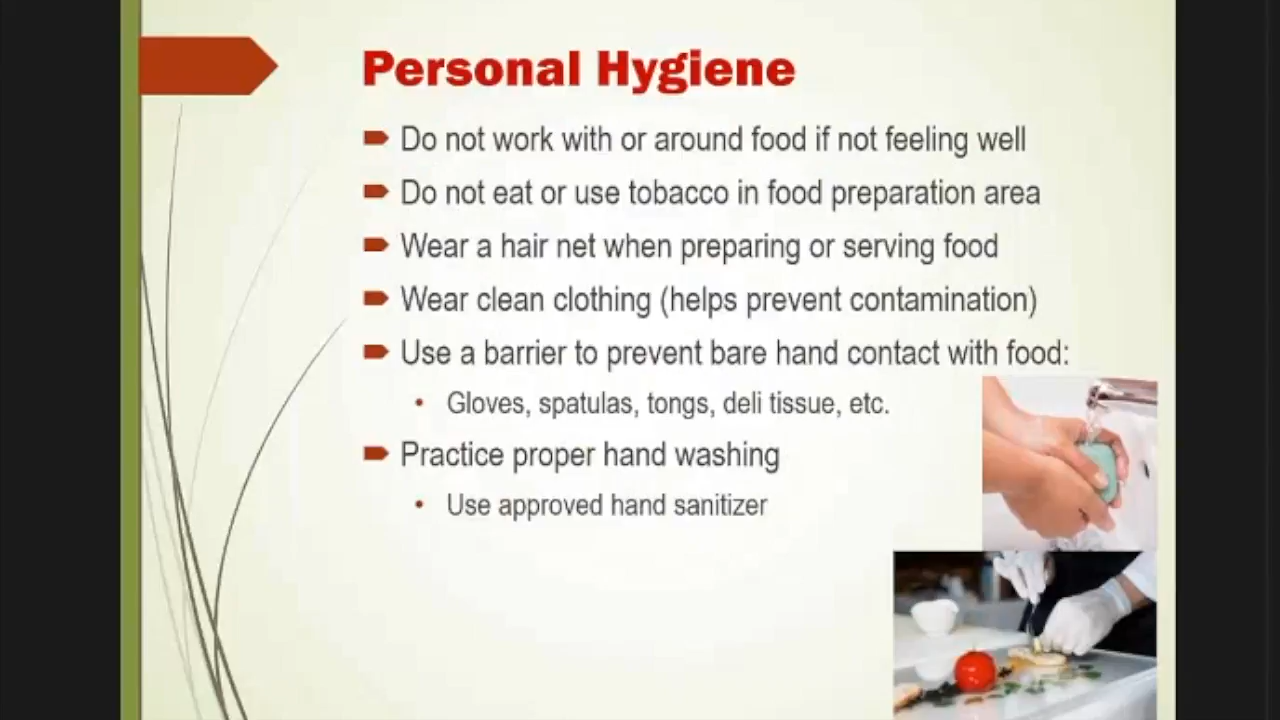 Personal Hygiene
Do not work with or around food if not feeling well
Do not eat or use tobacco in food preparation area
Wear a hair net when preparing or serving food
Wear clean clothing (helps prevent contamination)
Use a barrier to prevent bare hand contact with food:
Gloves, spatulas, tongs, deli tissue, etc.
Practice proper hand washing
Use approved hand sanitizer